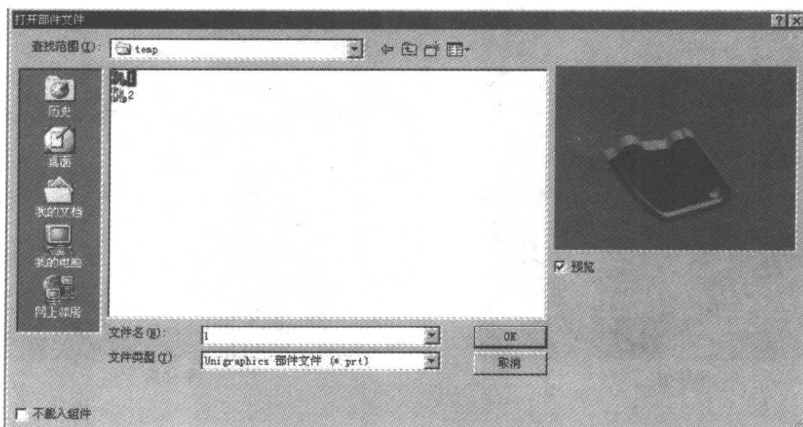 打开部件文件
查找范围(I):
temp
历史
桌面
我的文档
我的电脑
网上邻居
2
预览
文件名(N):
1
OK
文件类型(T)
Unigraphics 部件文件 (*.prt)
取消
不载入组件